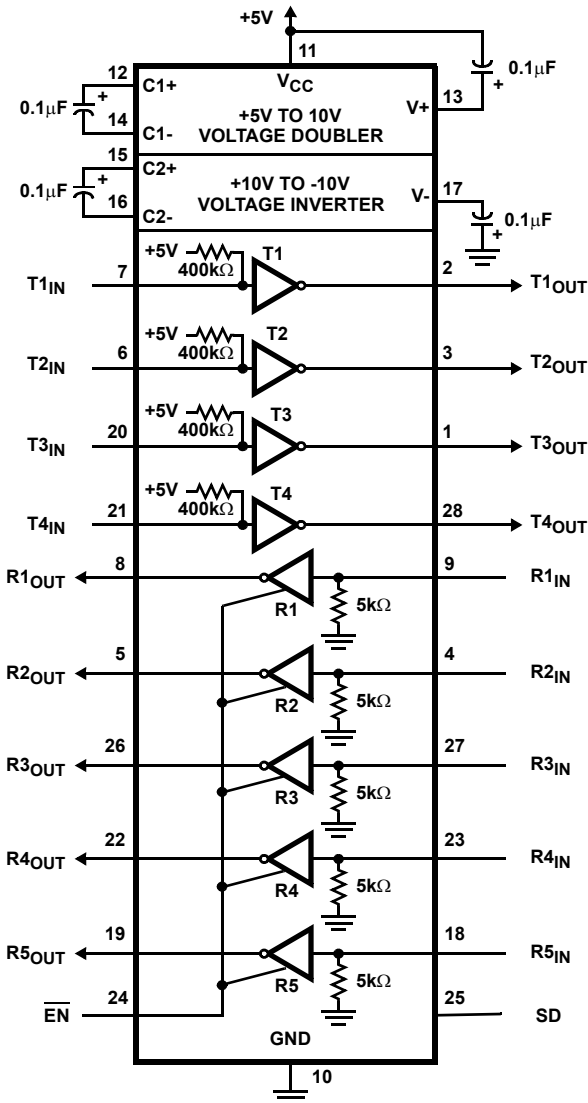 +5V
11
12
C1+
VCC
0.1μF
+
0.1μF
+
13
V+
14
C1-
+5V TO 10V
VOLTAGE DOUBLER
15
C2+
0.1μF
+
16
C2-
+10V TO -10V
VOLTAGE INVERTER
V-
17
0.1μF
+
+5V
T1
400kΩ
T1IN
7
2
T1OUT
+5V
T2
400kΩ
T2IN
6
3
T2OUT
+5V
T3
400kΩ
T3IN
20
1
T3OUT
+5V
T4
400kΩ
T4IN
21
28
T4OUT
R1OUT
8
9
R1IN
R1
5kΩ
R2OUT
5
4
R2IN
R2
5kΩ
R3OUT
26
27
R3IN
R3
5kΩ
R4OUT
22
23
R4IN
R4
5kΩ
R5OUT
19
18
R5IN
R5
5kΩ
EN
24
25
SD
GND
10